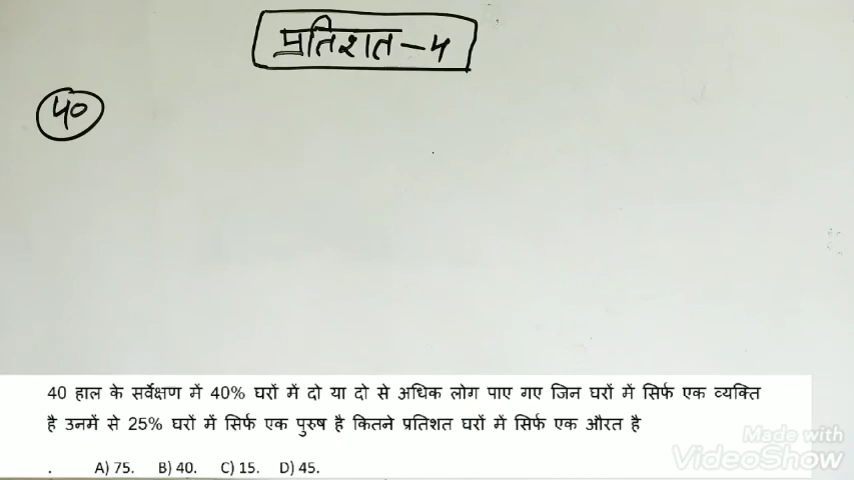 प्रतिशत – 4
40
40 हाल के सर्वेक्षण में 40% घरों में दो या दो से अधिक लोग पाए गए जिन घरों में सिर्फ एक व्यक्ति
है उनमें से 25% घरों में सिर्फ एक पुरुष है कितने प्रतिशत घरों में सिर्फ एक औरत है
. A) 75. B) 40. C) 15. D) 45.
Made with
VideoShow